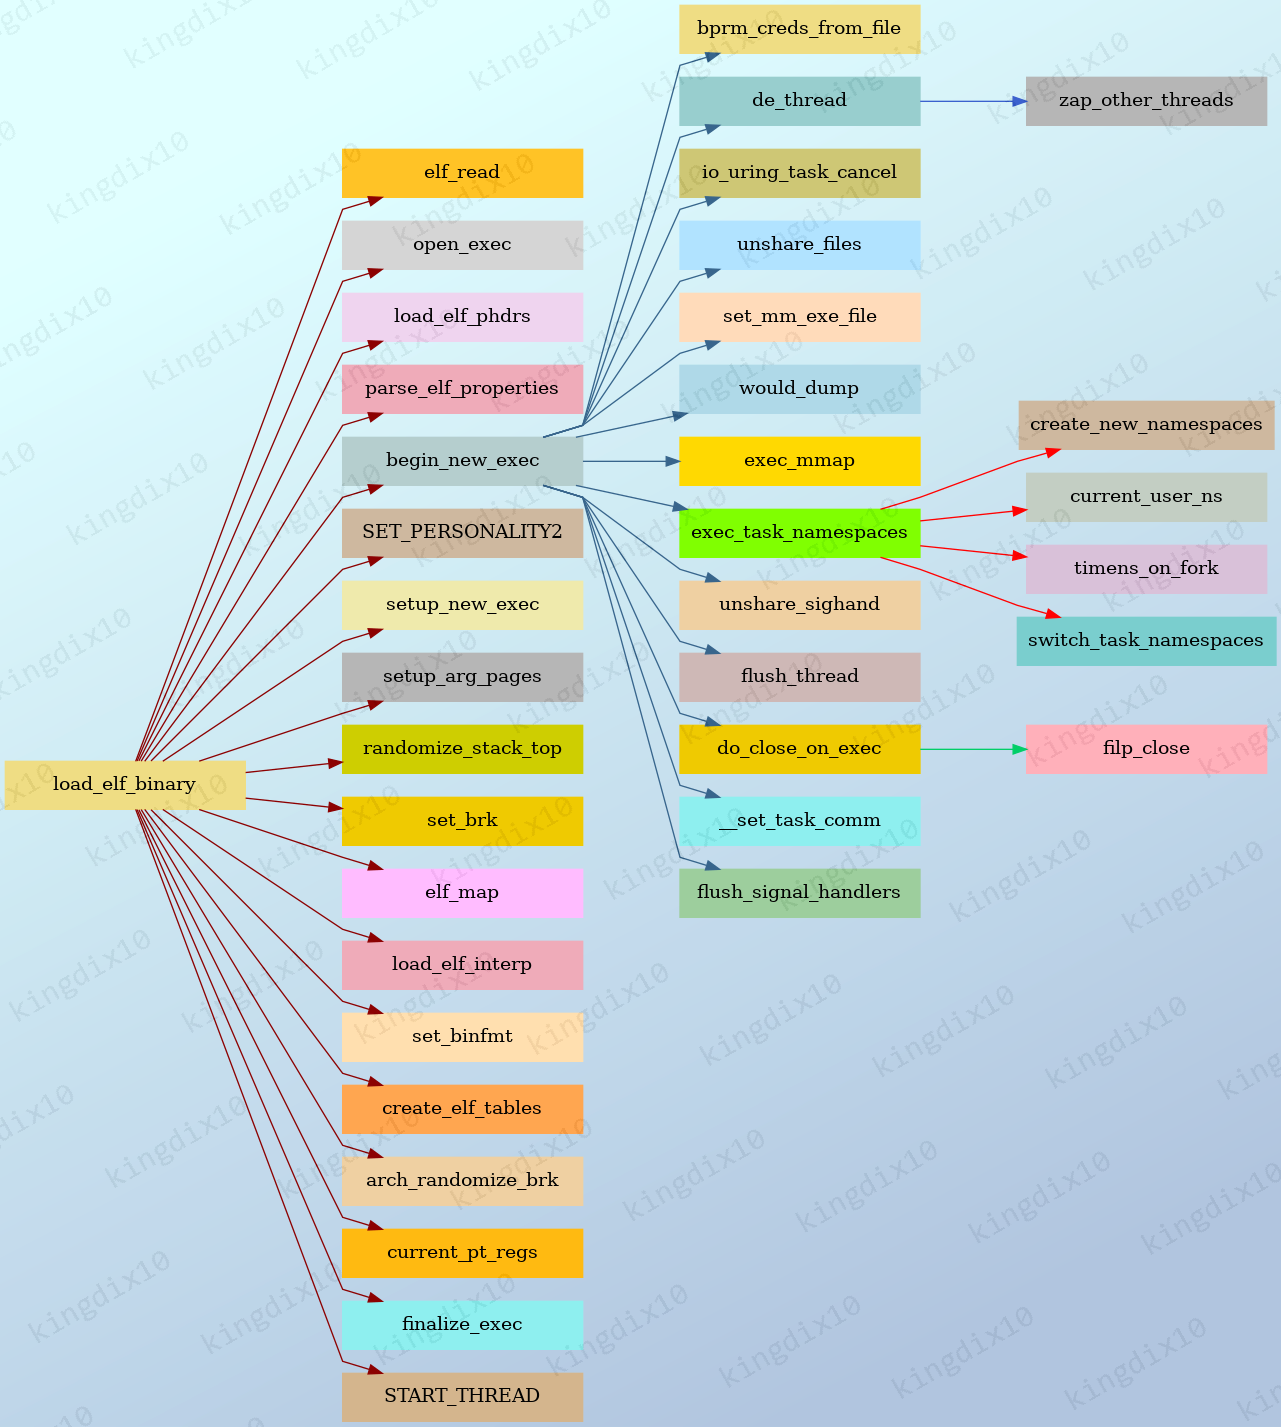 load_elf_binary
elf_read
open_exec
load_elf_phdrs
parse_elf_properties
begin_new_exec
SET_PERSONALITY2
setup_new_exec
setup_arg_pages
randomize_stack_top
set_brk
elf_map
load_elf_interp
set_binfmt
create_elf_tables
arch_randomize_brk
current_pt_regs
finalize_exec
START_THREAD
bprm_creds_from_file
de_thread
io_uring_task_cancel
unshare_files
set_mm_exe_file
would_dump
exec_mmap
exec_task_namespaces
unshare_sighand
flush_thread
do_close_on_exec
__set_task_comm
flush_signal_handlers
zap_other_threads
create_new_namespaces
current_user_ns
timens_on_fork
switch_task_namespaces
filp_close
kingdix10